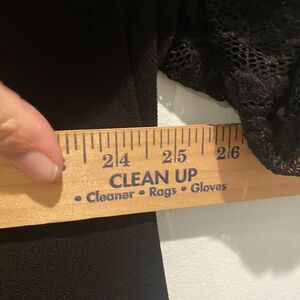 24 25 26
CLEAN UP
• Cleaner • Rags • Gloves